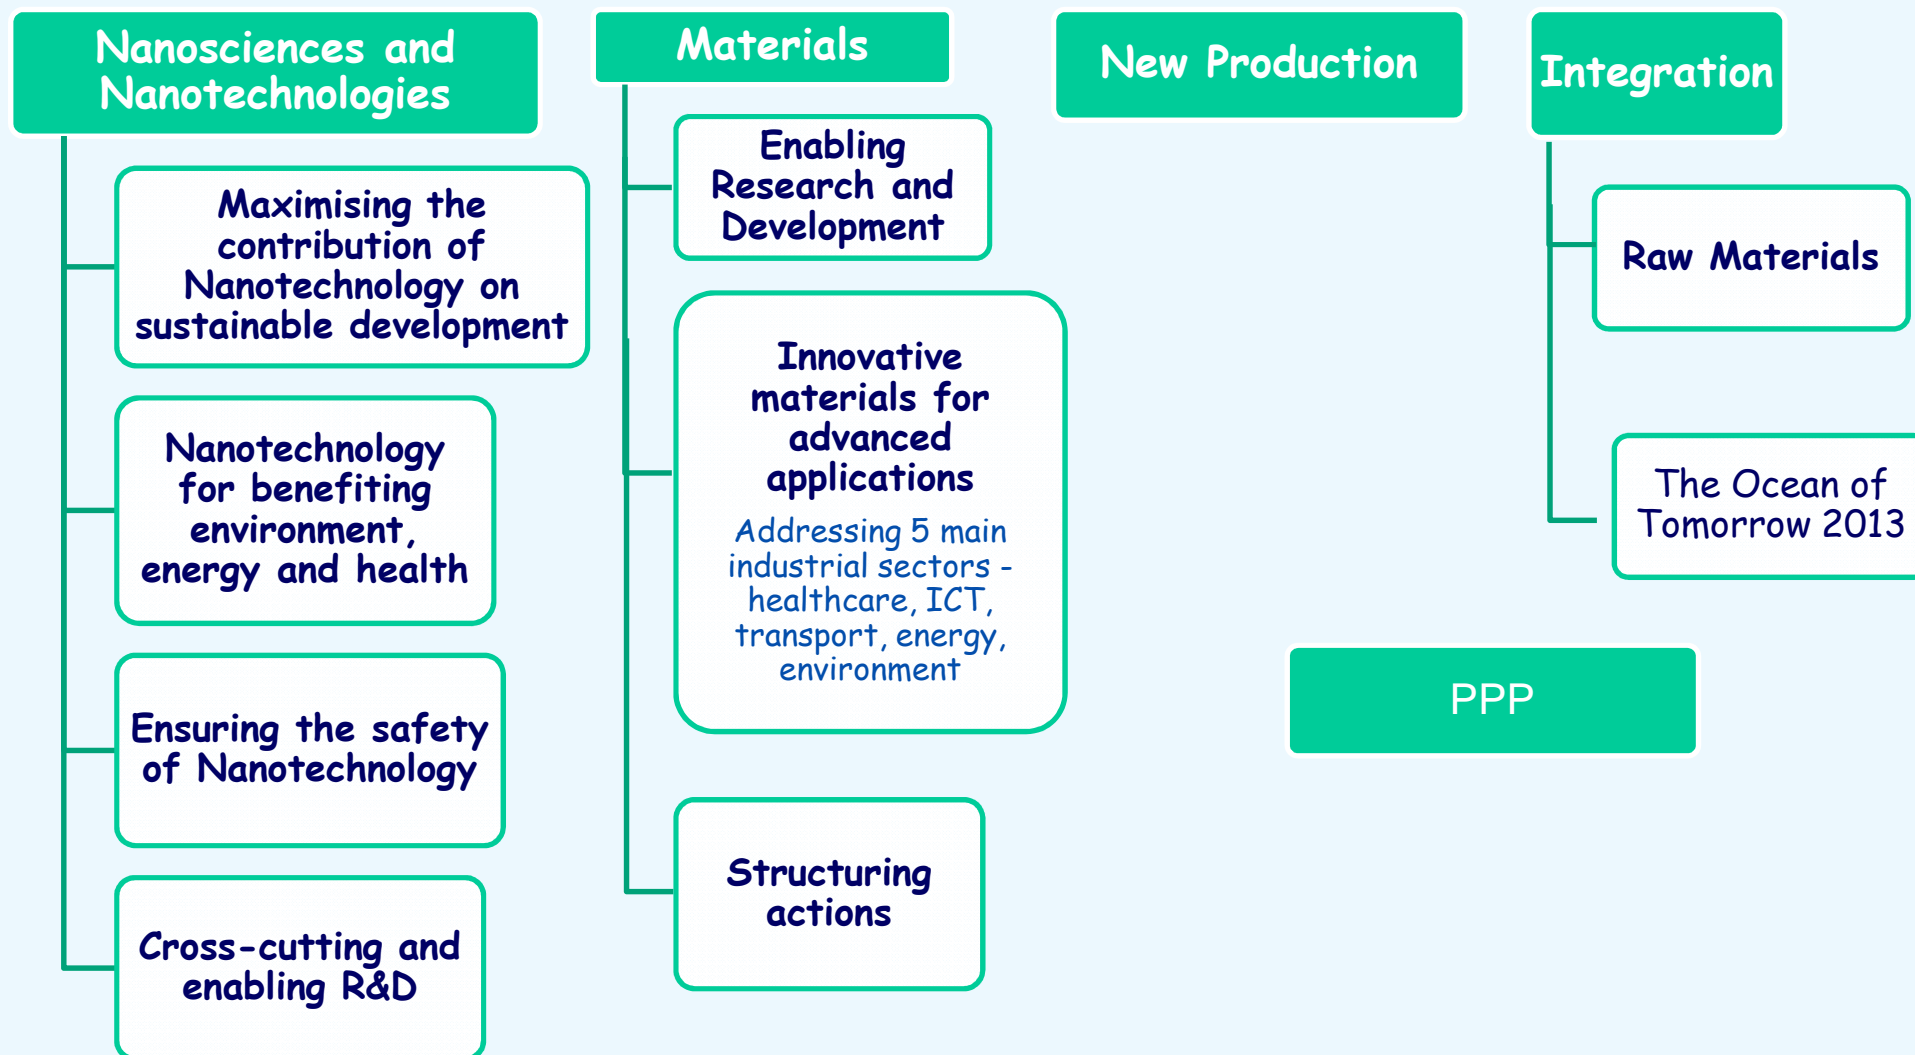 Nanosciences and
Nanotechnologies
Maximising the
contribution of
Nanotechnology on
sustainable development
Nanotechnology
for benefiting
environment,
energy and health
Ensuring the safety
of Nanotechnology
Cross-cutting and
enabling R&D
Materials
Enabling
Research and
Development
Innovative
materials for
advanced
applications
Addressing 5 main
industrial sectors -
healthcare, ICT,
transport, energy,
environment
Structuring
actions
New Production
Integration
Raw Materials
The Ocean of
Tomorrow 2013
PPP